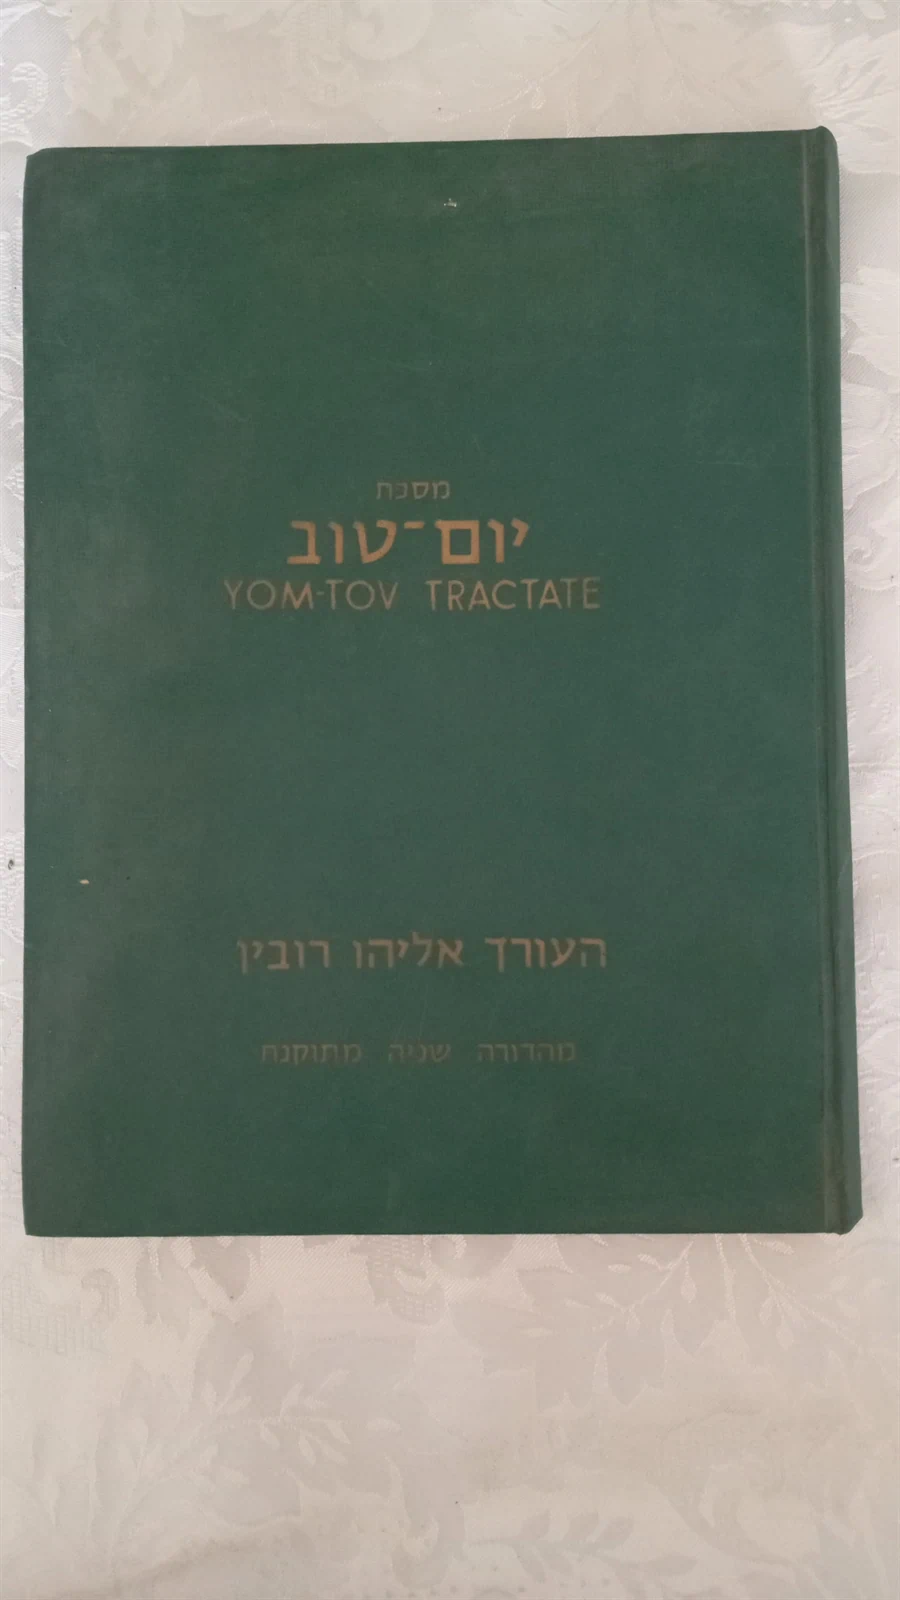 מסכת
יום־טוב
YOM-TOV TRACTATE
העורך אליהו רובין
מהדורה שניה מתוקנת